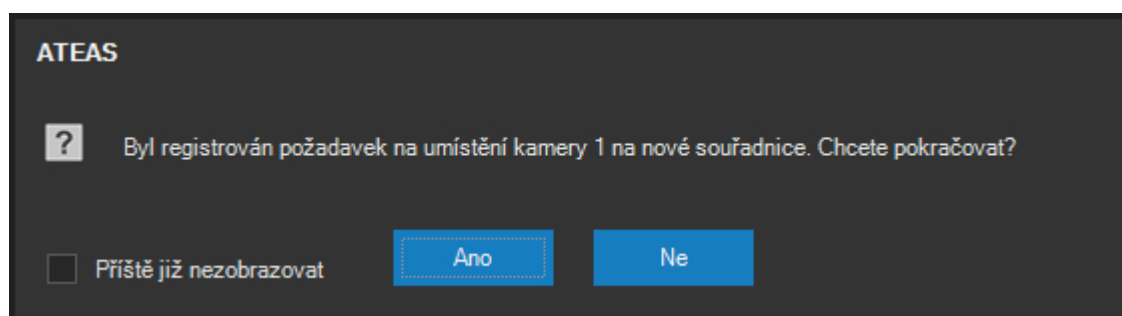 ATEAS
?
Byl registrován požadavek na umístění kamery 1 na nové souřadnice. Chcete pokračovat?
Příště již nezobrazovat
Ano
Ne